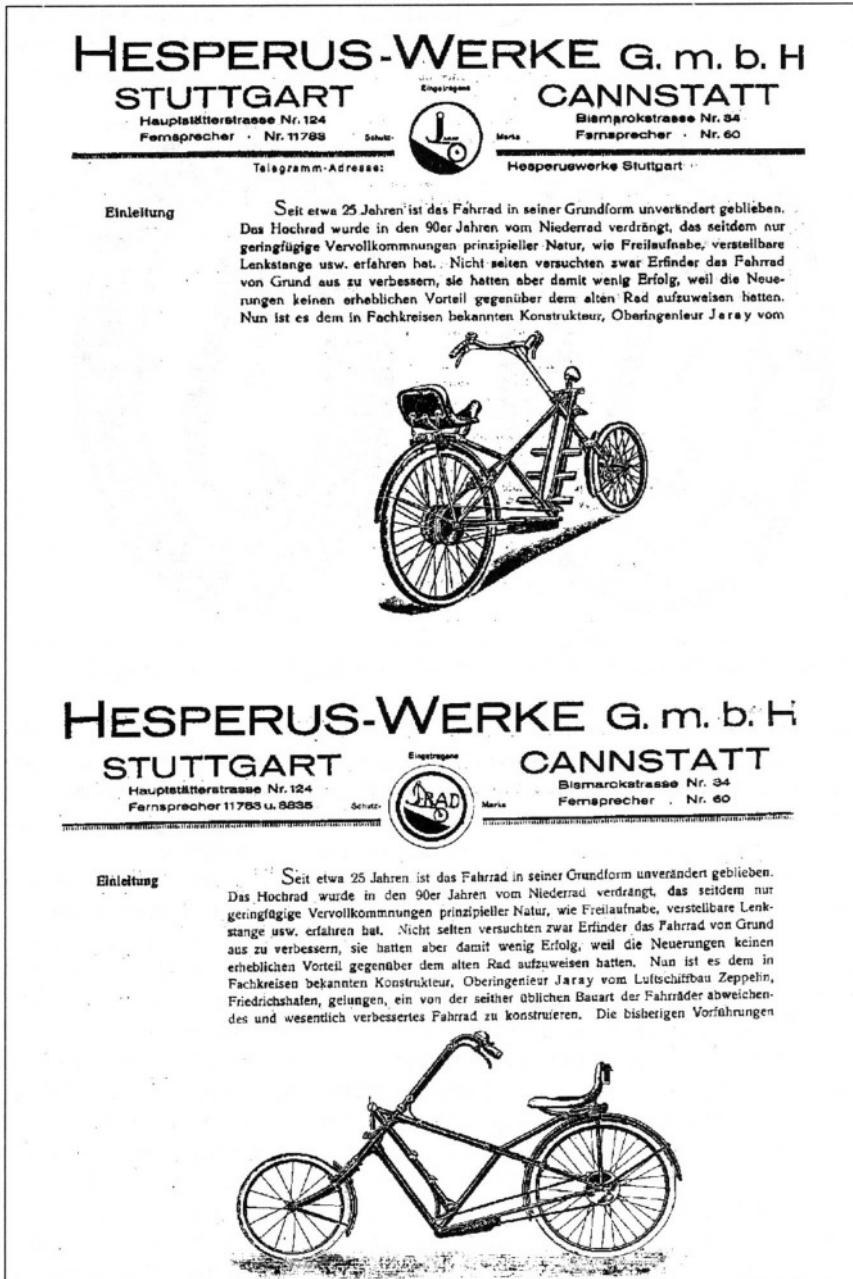 HESPERUS-WERKE G. m. b. H
STUTTGART
Hauptstätterstrasse Nr. 124
Fernsprecher · Nr. 11783
Eingetragene
Schutz-
Marke
CANNSTATT
Bismarckstrasse Nr. 34
Fernsprecher · Nr. 60
Telegramm-Adresse: Hesperuswerke Stuttgart
Einleitung
Seit etwa 25 Jahren ist das Fahrrad in seiner Grundform unverändert geblieben.
Das Hochrad wurde in den 90er Jahren vom Niederrad verdrängt, das seitdem nur
geringfügige Vervollkommnungen prinzipieller Natur, wie Freilaufnabe, verstellbare
Lenkstange usw. erfahren hat. Nicht selten versuchten zwar Erfinder das Fahrrad
von Grund aus zu verbessern, sie hatten aber damit wenig Erfolg, weil die Neue-
rungen keinen erheblichen Vorteil gegenüber dem alten Rad aufzuweisen hatten.
Nun ist es dem in Fachkreisen bekannten Konstrukteur, Oberingenieur Jaray vom
HESPERUS-WERKE G. m. b. H
STUTTGART
Hauptstätterstrasse Nr. 124
Fernsprecher 11783 u. 8835
Eingetragene
Schutz-
J RAD
Marke
CANNSTATT
Bismarckstrasse Nr. 34
Fernsprecher . Nr. 60
Einleitung
Seit etwa 25 Jahren ist das Fahrrad in seiner Grundform unverändert geblieben.
Das Hochrad wurde in den 90er Jahren vom Niederrad verdrängt, das seitdem nur
geringfügige Vervollkommnungen prinzipieller Natur, wie Freilaufnabe, verstellbare Lenk-
stange usw. erfahren hat. Nicht selten versuchten zwar Erfinder das Fahrrad von Grund
aus zu verbessern, sie hatten aber damit wenig Erfolg, weil die Neuerungen keinen
erheblichen Vorteil gegenüber dem alten Rad aufzuweisen hatten. Nun ist es dem in
Fachkreisen bekannten Konstrukteur, Oberingenieur Jaray vom Luftschiffbau Zeppelin,
Friedrichshafen, gelungen, ein von der seither üblichen Bauart der Fahrräder abweichen-
des und wesentlich verbessertes Fahrrad zu konstruieren. Die bisherigen Vorführungen